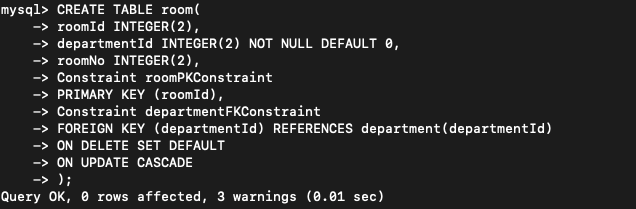 mysql> CREATE TABLE room(
    -> roomId INTEGER(2),
    -> departmentId INTEGER(2) NOT NULL DEFAULT 0,
    -> roomNo INTEGER(2),
    -> Constraint roomPKConstraint
    -> PRIMARY KEY (roomId),
    -> Constraint departmentFKConstraint
    -> FOREIGN KEY (departmentId) REFERENCES department(departmentId)
    -> ON DELETE SET DEFAULT
    -> ON UPDATE CASCADE
    -> );
Query OK, 0 rows affected, 3 warnings (0.01 sec)